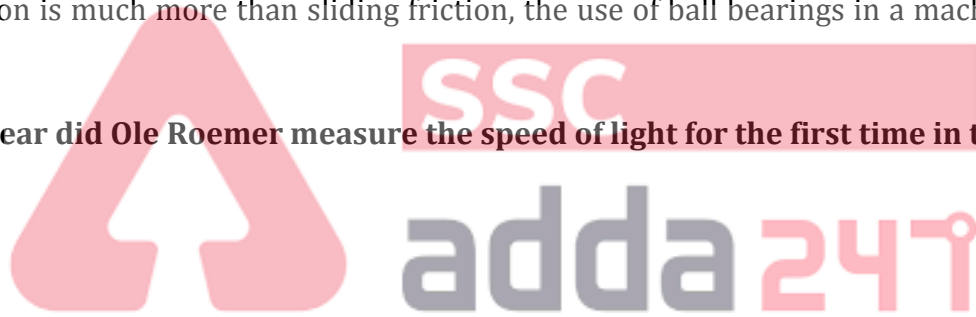 on is much more than sliding friction, the use of ball bearings in a mach
ear did Ole Roemer measure the speed of light for the first time in t
SSC
adda 247